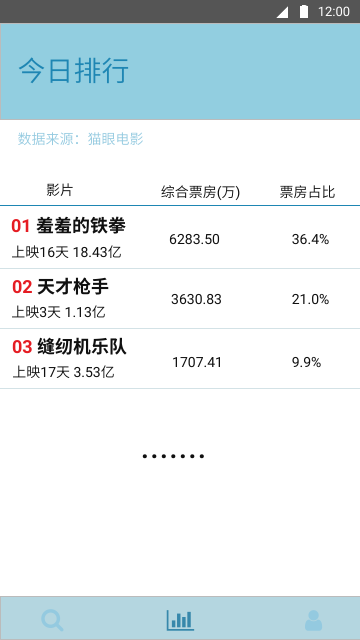 12:00
今日排行
数据来源：猫眼电影
影片 综合票房(万) 票房占比
01 羞羞的铁拳
上映16天 18.43亿
6283.50 36.4%
02 天才枪手
上映3天 1.13亿
3630.83 21.0%
03 缝纫机乐队
上映17天 3.53亿
1707.41 9.9%
.......